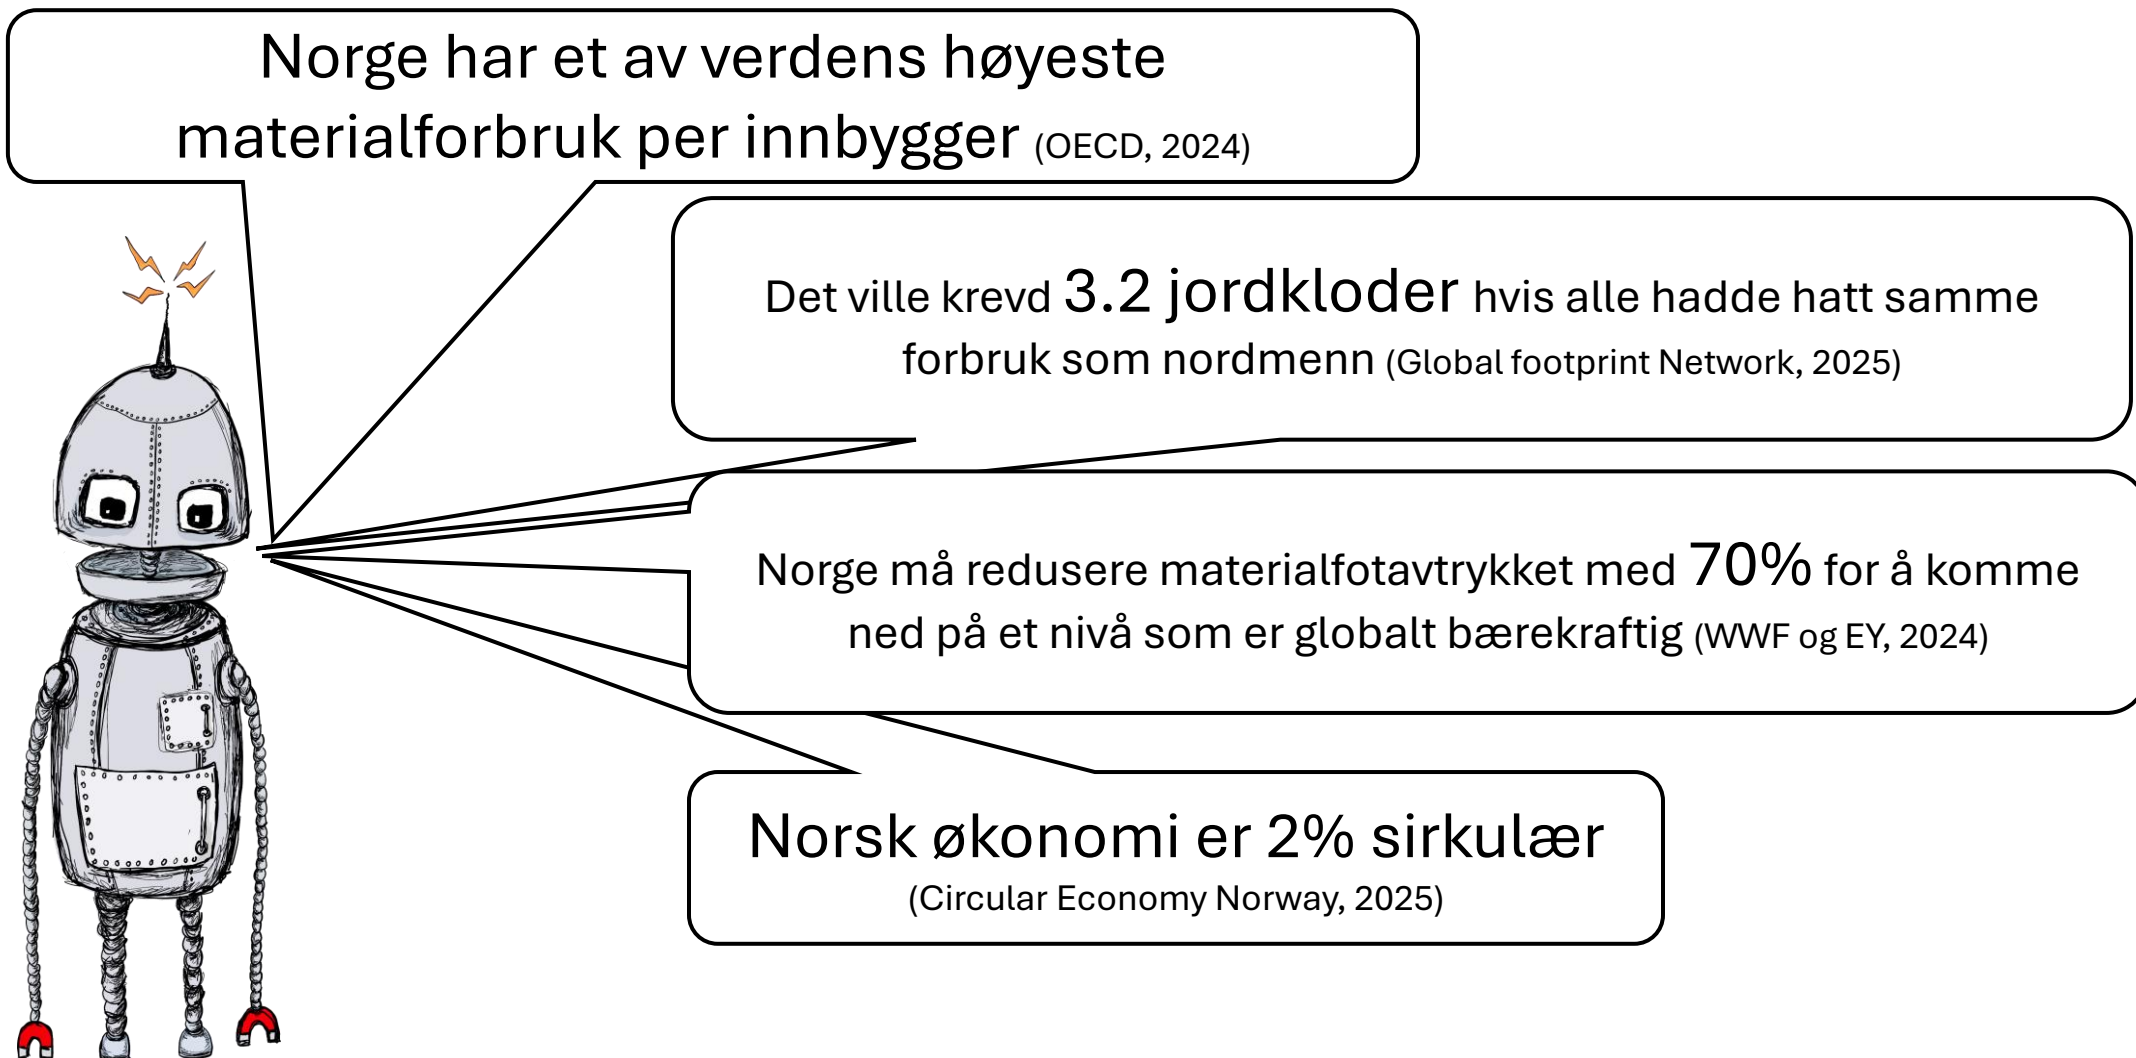 Norge har et av verdens høyeste
materialforbruk per innbygger (OECD, 2024)
Det ville krevd 3.2 jordkloder hvis alle hadde hatt samme
forbruk som nordmenn (Global footprint Network, 2025)
Norge må redusere materialfotavtrykket med 70% for å komme
ned på et nivå som er globalt bærekraftig (WWF og EY, 2024)
Norsk økonomi er 2% sirkulær
(Circular Economy Norway, 2025)